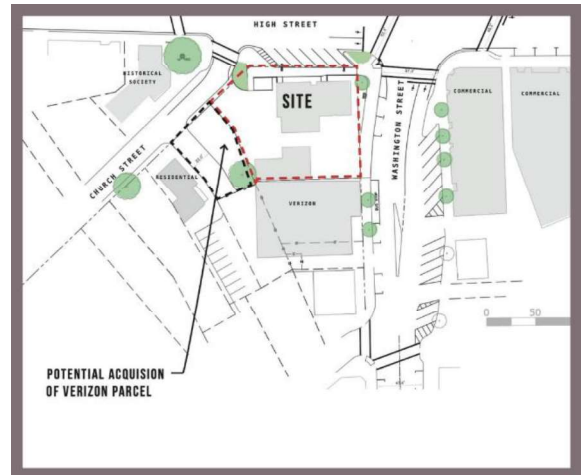 HIGH STREET
HISTORICAL
SOCIETY
SITE
COMMERCIAL
COMMERCIAL
WASHINGTON STREET
CHURCH STREET
RESIDENTIAL
VERIZON
0 50
POTENTIAL ACQUISION
OF VERIZON PARCEL